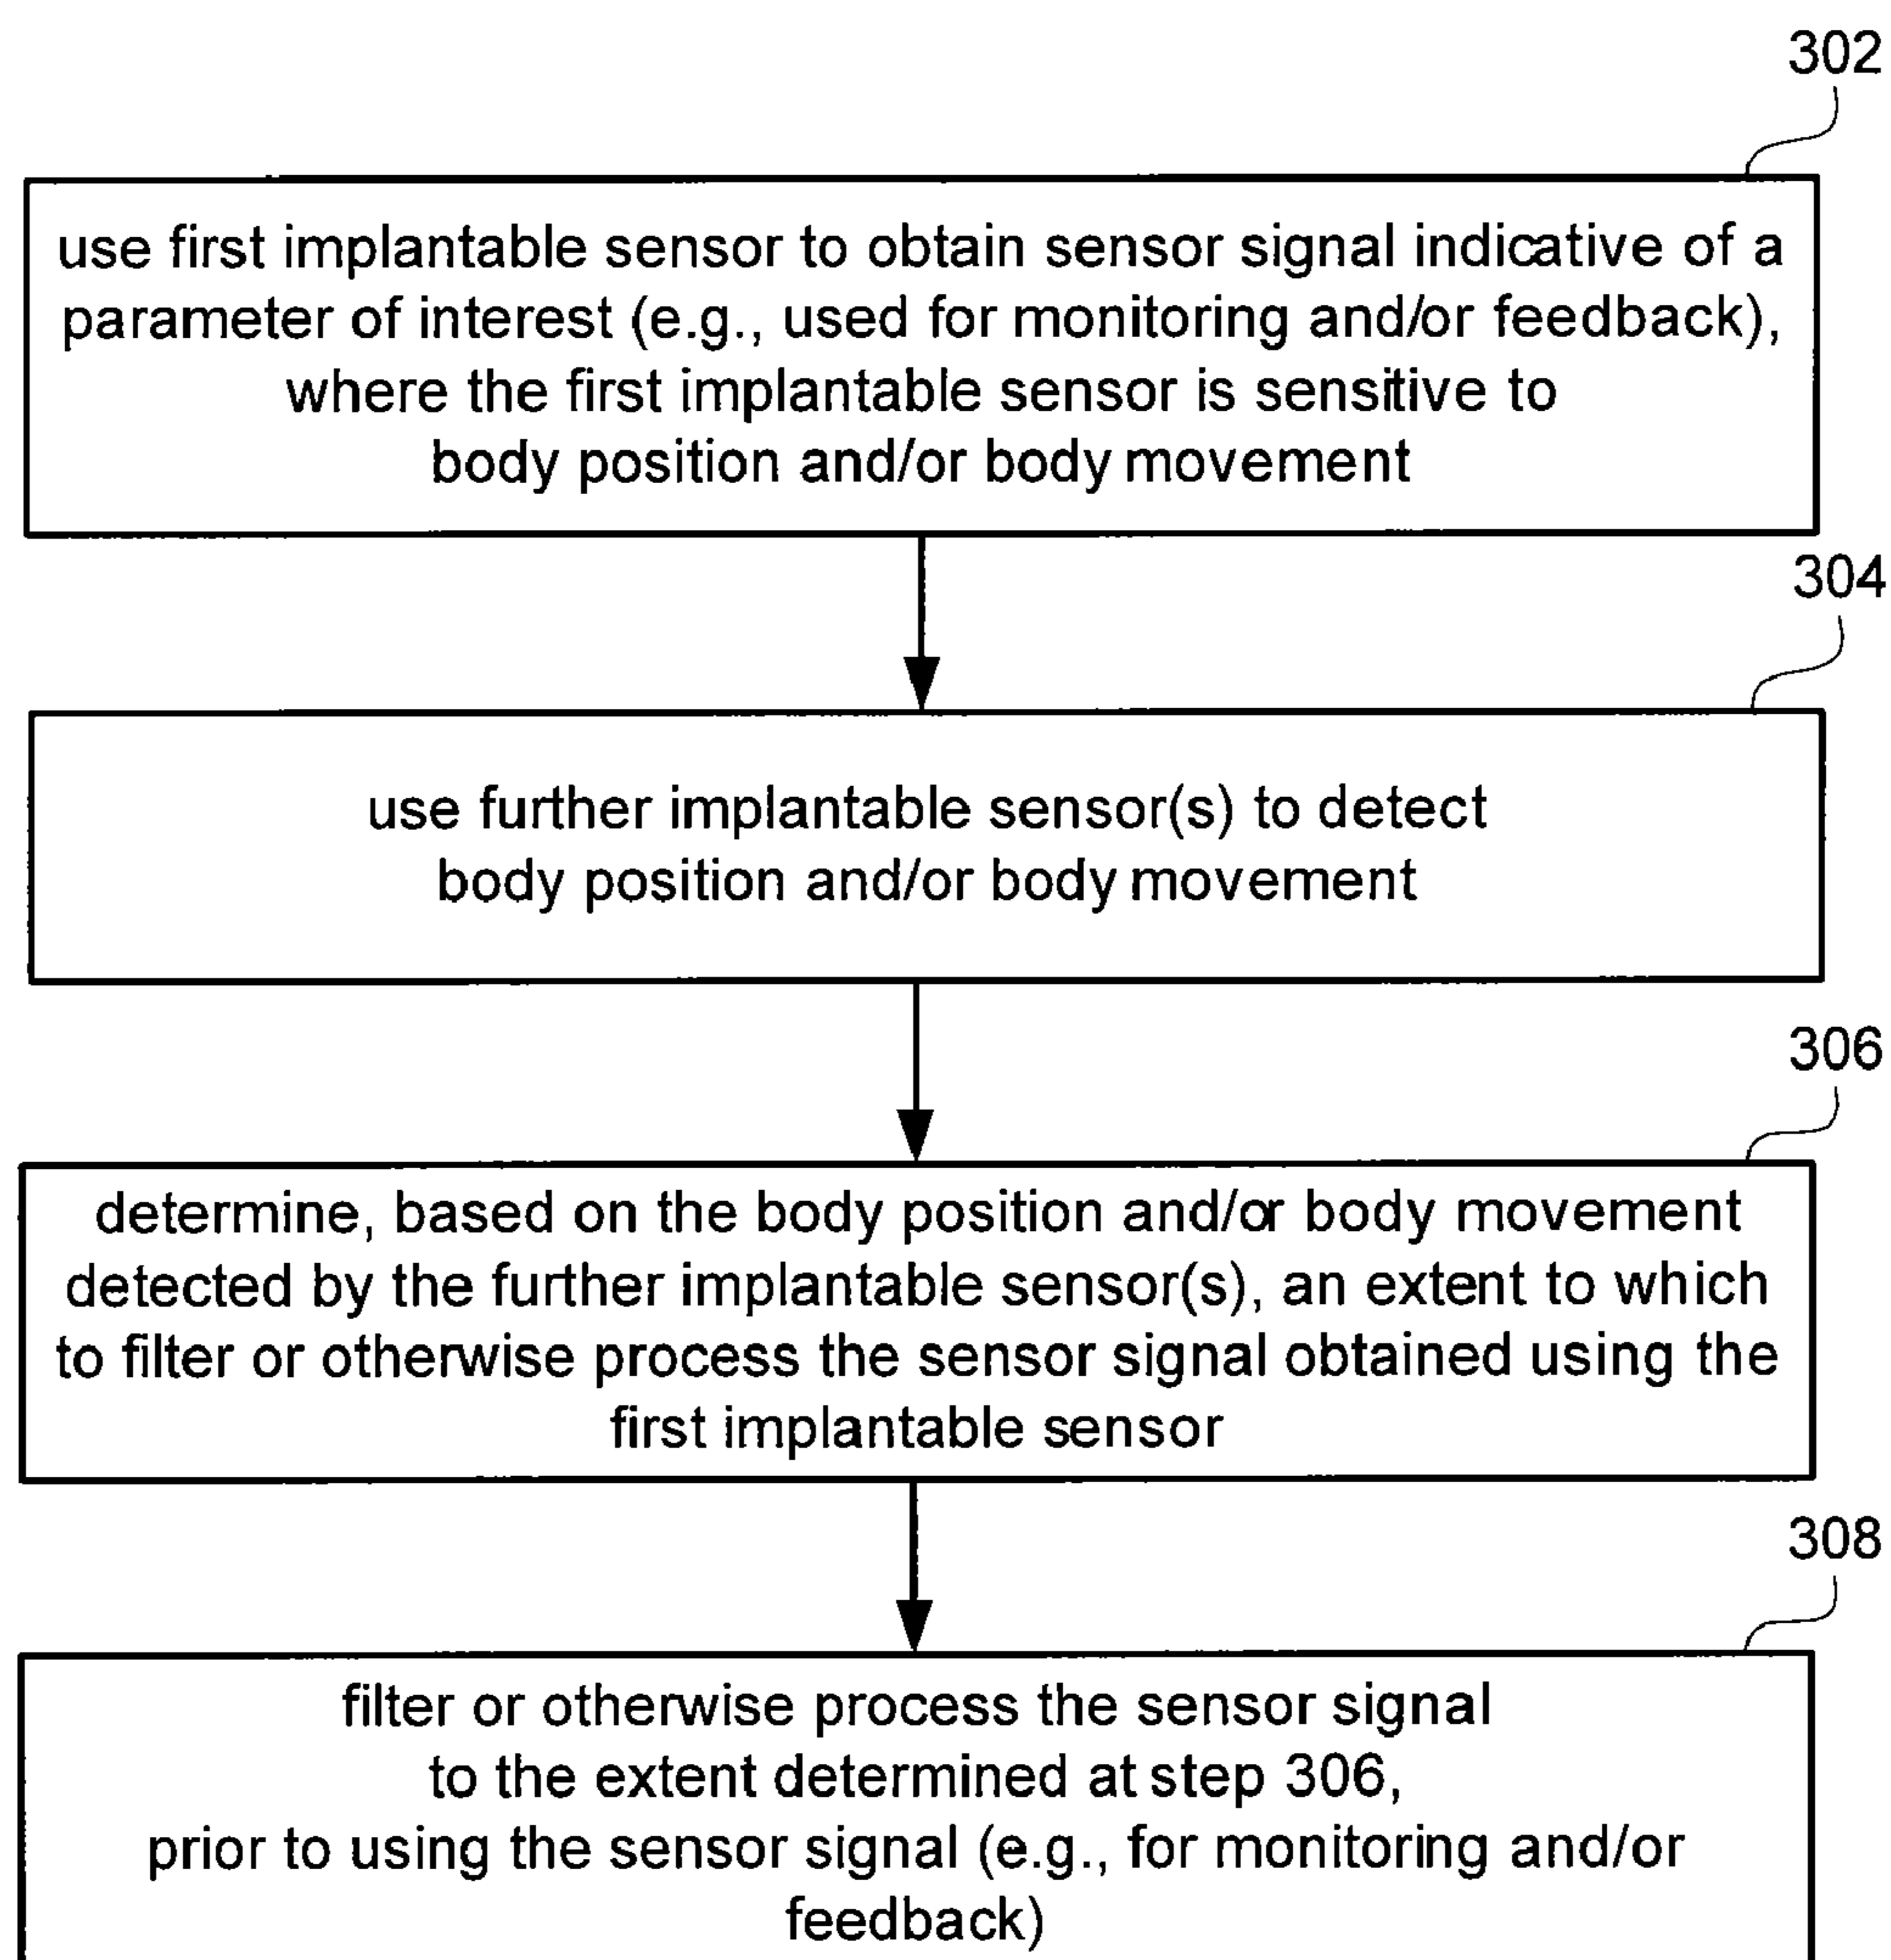 302
use first implantable sensor to obtain sensor signal indicative of a
parameter of interest (e.g., used for monitoring and/or feedback),
where the first implantable sensor is sensitive to
body position and/or body movement
304
use further implantable sensor(s) to detect
body position and/or body movement
306
determine, based on the body position and/or body movement
detected by the further implantable sensor(s), an extent to which
to filter or otherwise process the sensor signal obtained using the
first implantable sensor
308
filter or otherwise process the sensor signal
to the extent determined at step 306,
prior to using the sensor signal (e.g., for monitoring and/or
feedback)